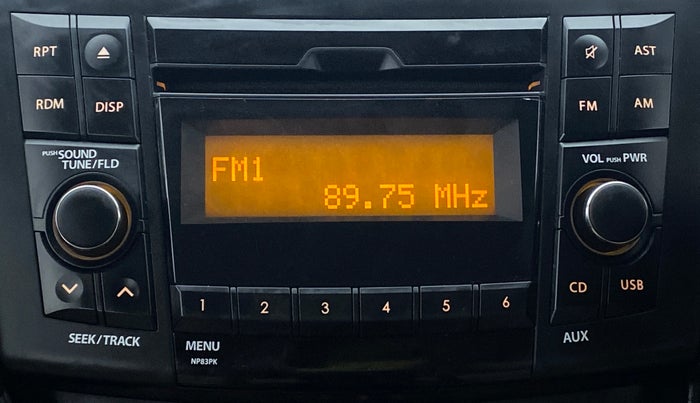 RPT
AST
RDM
DISP
FM
AM
PUSH SOUND
TUNE/FLD
VOL PUSH PWR
FM1
89.75 MHz
CD
USB
1 2 3 4 5 6
SEEK/TRACK
MENU
AUX
NP83PK